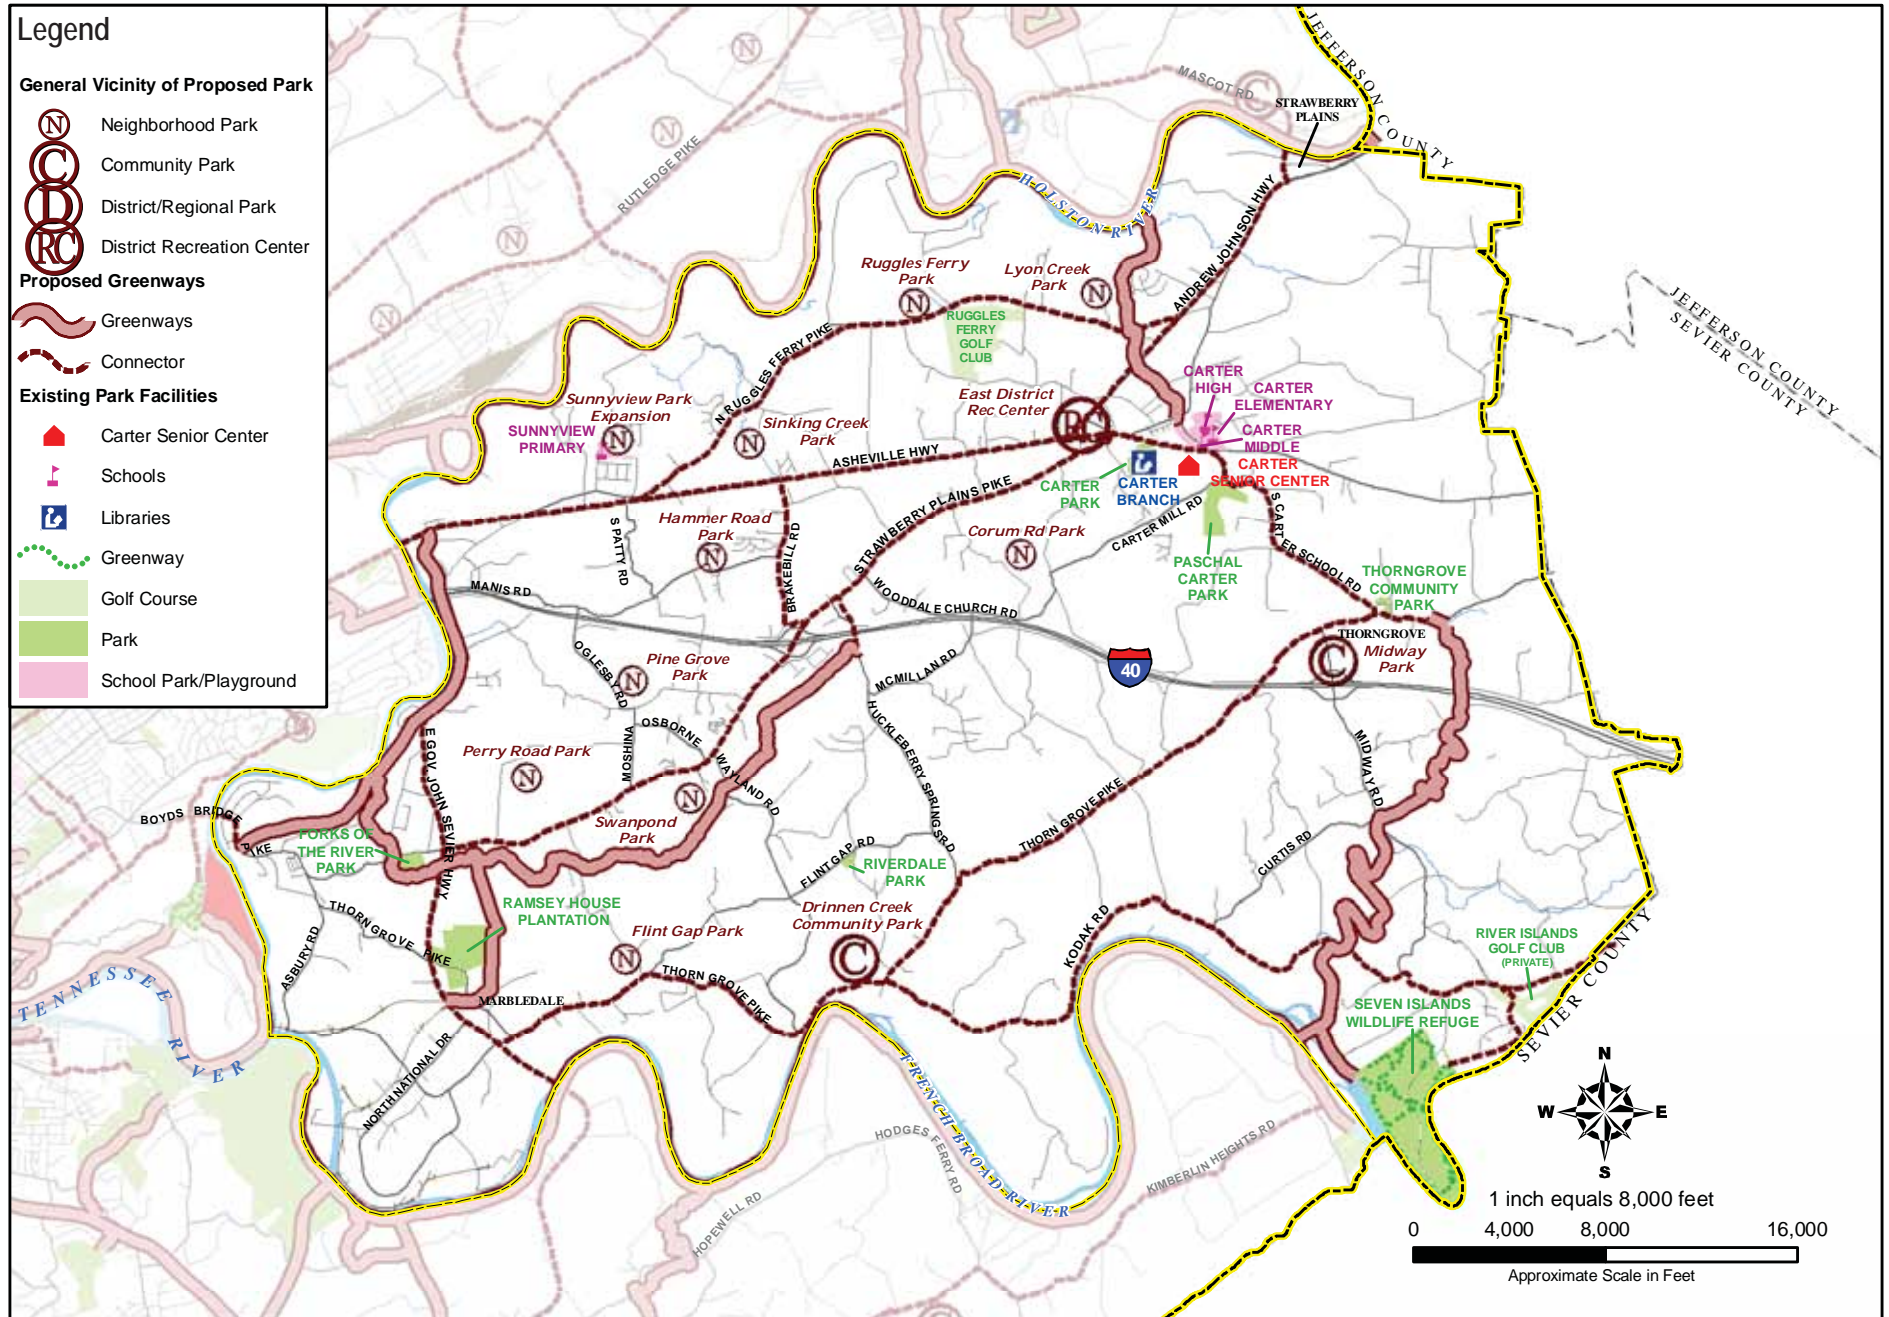 Legend
General Vicinity of Proposed Park
N Neighborhood Park
C Community Park
D District/Regional Park
RC District Recreation Center
Proposed Greenways
Greenways
Connector
Existing Park Facilities
Carter Senior Center
Schools
Libraries
Greenway
Golf Course
Park
School Park/Playground
JEFFERSON COUNTY
MASCOT RD
C
N
STRAWBERRY
PLAINS
RUTLEDGE PIKE
N
N
N
HOLSTON RIVER
ANDREW JOHNSON HWY
Ruggles Ferry
Park
N
Lyon Creek
Park
N
RUGGLES
FERRY
GOLF
CLUB
JEFFERSON COUNTY
SEVIER COUNTY
N RUGGLES FERRY PIKE
Sunnyview Park
Expansion
N
SUNNYVIEW
PRIMARY
Sinking Creek
Park
N
East District
Rec Center
RC
CARTER
HIGH
CARTER
ELEMENTARY
CARTER
MIDDLE
CARTER
SENIOR CENTER
ASHEVILLE HWY
STRAWBERRY PLAINS PIKE
CARTER
PARK
CARTER
BRANCH
CARTER MILL RD
S CARTER SCHOOL RD
S PATTY RD
Hammer Road
Park
N
BRAKEBILL RD
Corum Rd Park
N
PASCHAL
CARTER
PARK
THORNGROVE
COMMUNITY
PARK
MANIS RD
WOODDALE CHURCH RD
THORNGROVE
Midway
Park
C
40
OGLESBY RD
Pine Grove
Park
N
MCMILLAN RD
MOSHINA
OSBORNE
WAYLAND RD
HUCKLEBERRY SPRINGS RD
MIDWAY RD
Perry Road Park
N
E GOV JOHN SEVIER HWY
Swanpond
Park
N
THORN GROVE PIKE
CURTIS RD
BOYDS BRIDGE
PIKE
FORKS OF
THE RIVER
PARK
FLINT GAP RD
RIVERDALE
PARK
RAMSEY HOUSE
PLANTATION
THORN GROVE PIKE
ASBURY RD
Flint Gap Park
N
Drinnen Creek
Community Park
C
KODAK RD
RIVER ISLANDS
GOLF CLUB
(PRIVATE)
SEVIER COUNTY
THORN GROVE PIKE
MARBLEDALE
TENNESSEE RIVER
NORTH NATIONAL DR
SEVEN ISLANDS
WILDLIFE REFUGE
FRENCH BROAD RIVER
HODGES FERRY RD
KIMBERLIN HEIGHTS RD
HOPEWELL RD
N
W E
S
1 inch equals 8,000 feet
0 4,000 8,000 16,000
Approximate Scale in Feet